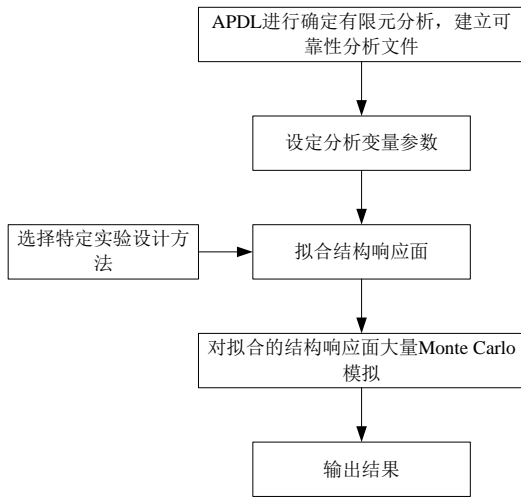 APDL进行确定有限元分析，建立可
靠性分析文件
设定分析变量参数
选择特定实验设计方
法
拟合结构响应面
对拟合的结构响应面大量Monte Carlo
模拟
输出结果